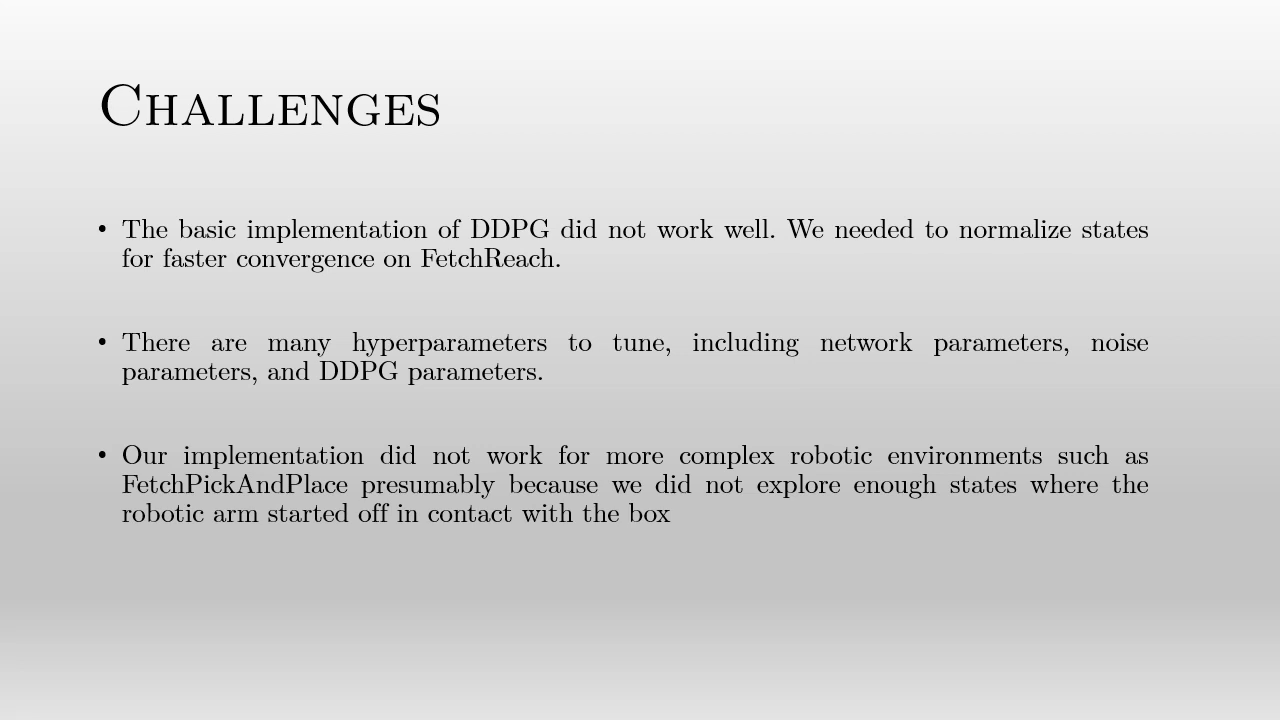 CHALLENGES
• The basic implementation of DDPG did not work well. We needed to normalize states
for faster convergence on FetchReach.
• There are many hyperparameters to tune, including network parameters, noise
parameters, and DDPG parameters.
• Our implementation did not work for more complex robotic environments such as
FetchPickAndPlace presumably because we did not explore enough states where the
robotic arm started off in contact with the box